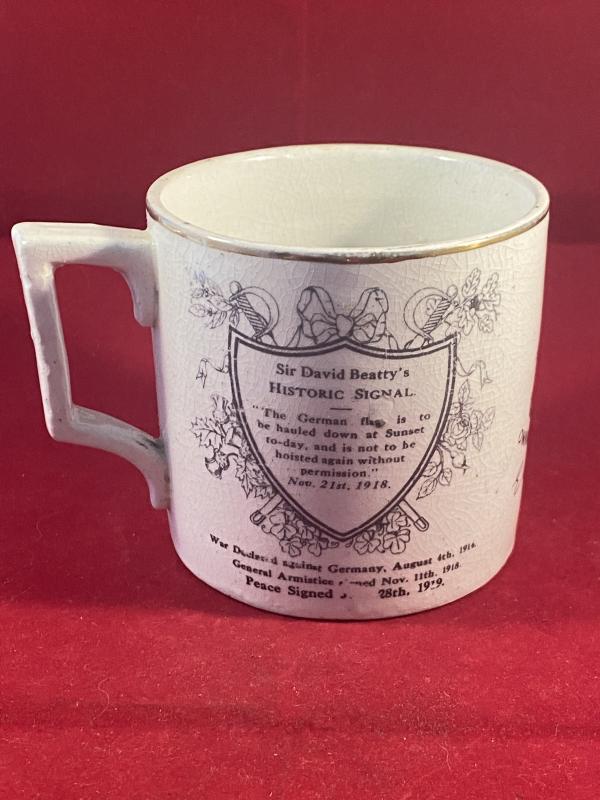 Sir David Beatty's
HISTORIC SIGNAL.
"The German flag is to
be hauled down at Sunset
to-day, and is not to be
hoisted again without
permission."
Nov. 21st, 1918.
War Declared against Germany, August 4th, 1914.
General Armistice signed Nov. 11th, 1918.
Peace Signed 28th, 1919.